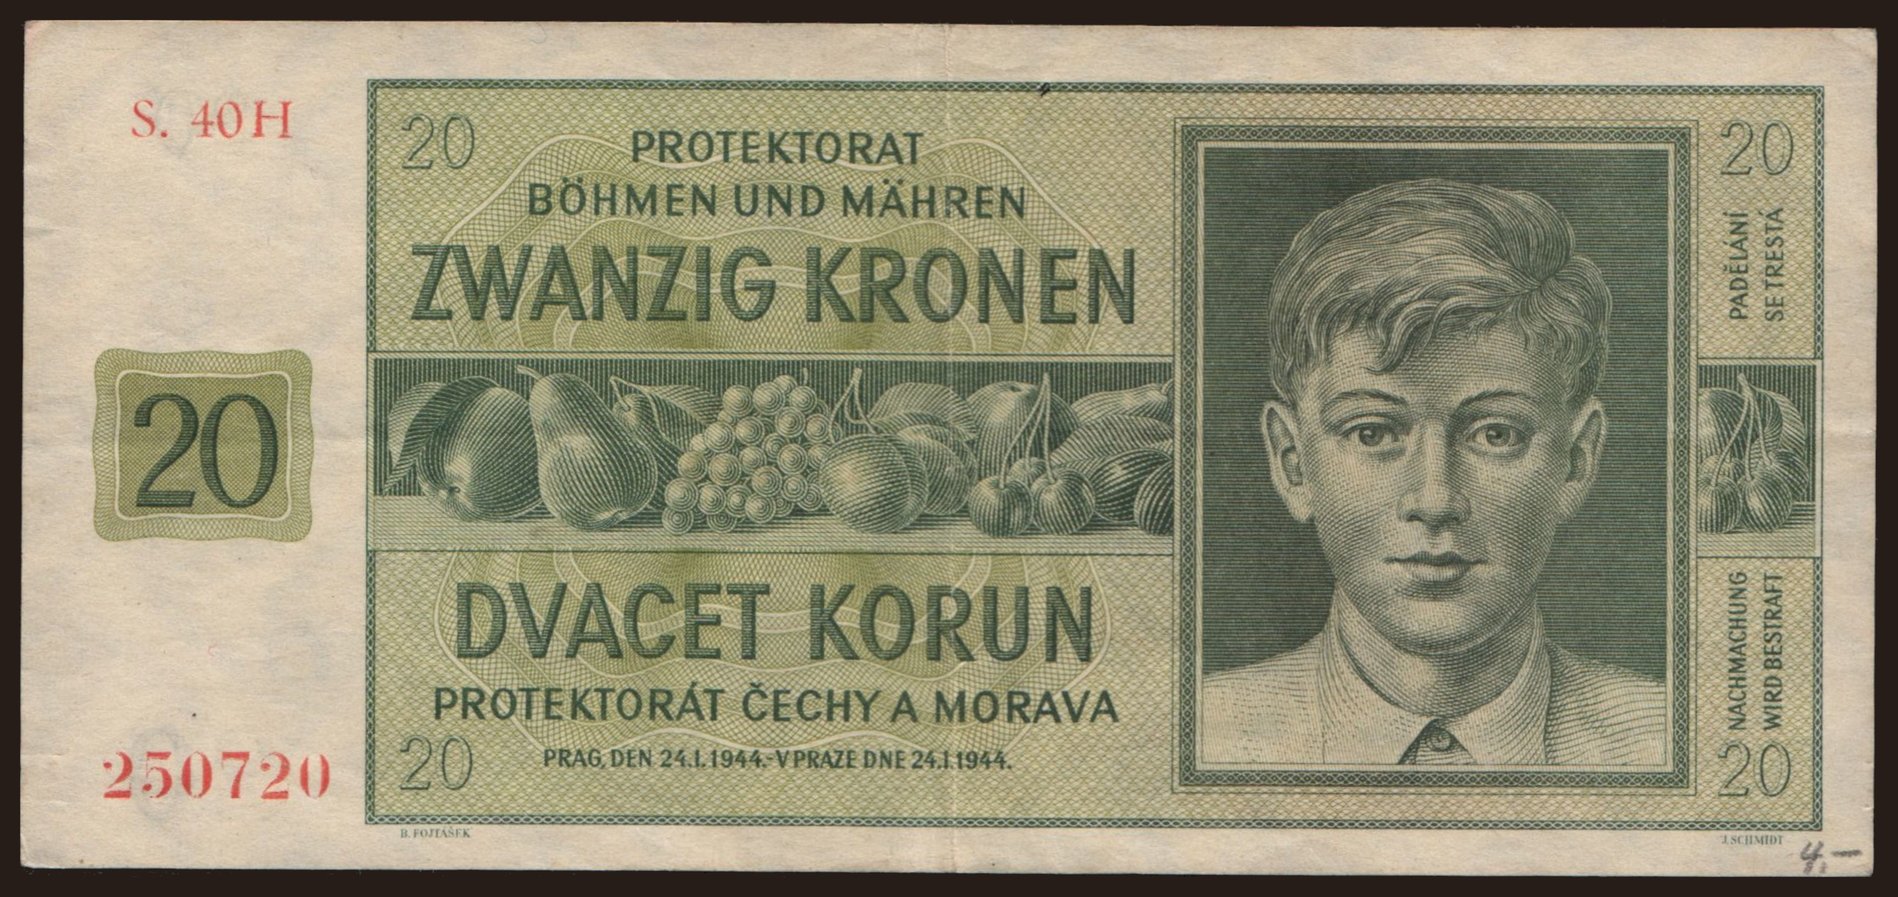 S. 40H
20
PROTEKTORAT
BÖHMEN UND MÄHREN
ZWANZIG KRONEN
20
PADĚLÁNÍ
SE TRESTÁ
20
DVACET KORUN
PROTEKTORÁT ČECHY A MORAVA
PRAG, DEN 24.I.1944.-V PRAZE DNE 24.I.1944.
250720
20
NACHMACHUNG
WIRD BESTRAFT
20
B. FOJTÁŠEK
J. SCHMIDT
4.-